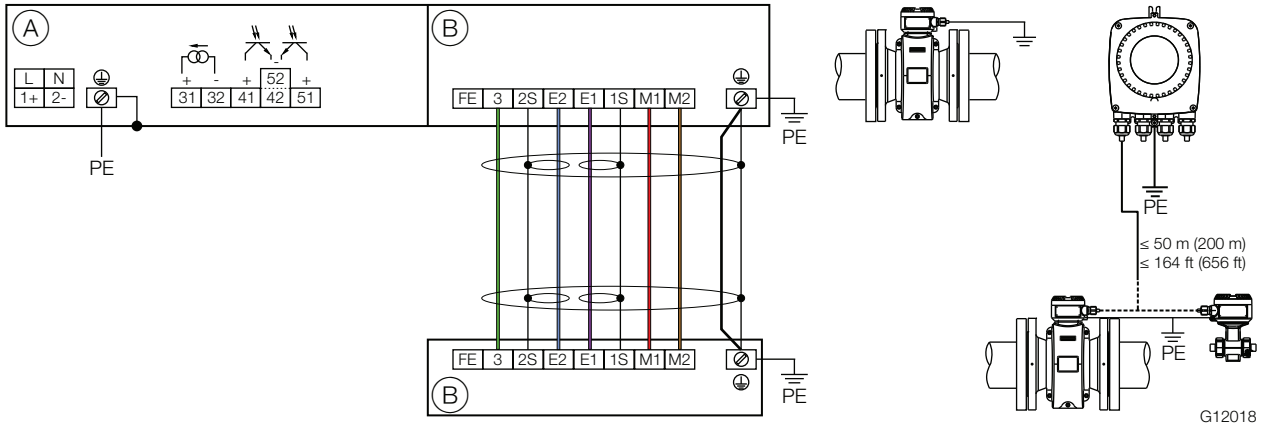 A
B
L N
1+ 2-
+ - + - +
52
31 32 41 42 51
PE
FE 3 2S E2 E1 1S M1 M2
PE
FE 3 2S E2 E1 1S M1 M2
PE
B
PE
≤ 50 m (200 m)
≤ 164 ft (656 ft)
PE
G12018